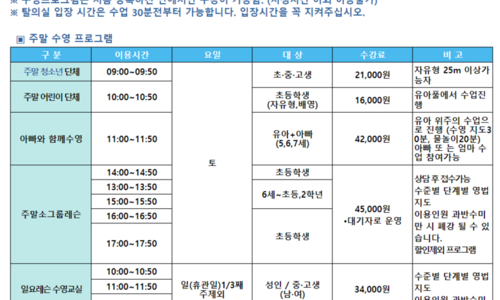 ※ 탈의실 입장 시간은 수업 30분전부터 가능합니다. 입장시간을 꼭 지켜주십시오.
▣ 주말 수영 프로그램
구 분 이용시간 요일 대 상 수강료 비 고
주말 청소년 단체 09:00~09:50 토 초·중·고생 21,000원 자유형 25m 이상가
능자
주말 어린이 단체 10:00~10:50 초등학생
(자유형,배영) 16,000원 유아풀에서 수업진
행
아빠와 함께수영 11:00~11:50 유아+아빠
(5,6,7세) 42,000원 유아 위주의 수업으
로 진행 (수영 지도3
0분, 물놀이20분)
아빠 또 는 엄마 수
업 참여가능
주말소그룹레슨 14:00~14:50 초등학생 45,000원
•대기자로 운영 상담 후 접수가능
13:00~13:50 6세~초등,2학년 수준별 단계별 영법
15:00~15:50 지도
16:00~16:50 초등학생 이용인원 과반수미
17:00~17:50 만 시 폐강 될 수 있
습니다.
할인제외 프로그램
일요레슨 수영교실 10:00~10:50 일(휴관일)1/3째
주제외 성인 / 중·고생
(남·여) 34,000원 수준별 단계별 영법
11:00~11:50 지도